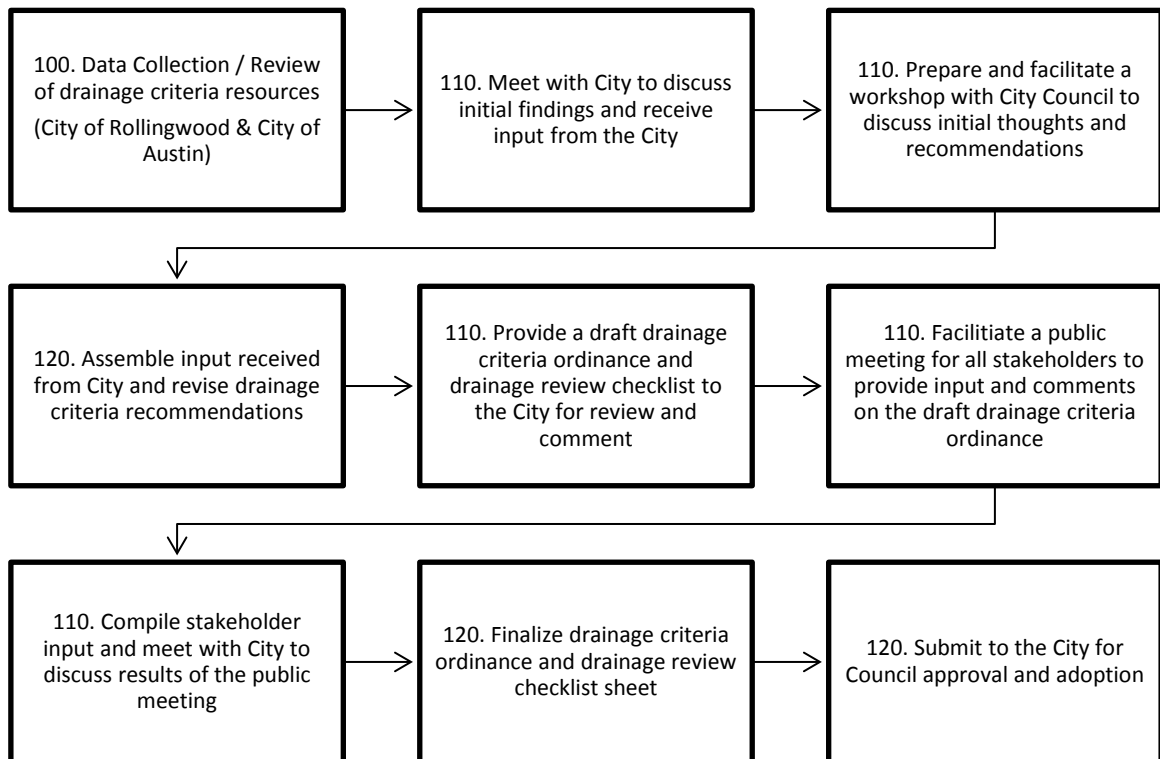 100. Data Collection / Review
of drainage criteria resources
(City of Rollingwood & City of
Austin)
110. Meet with City to discuss
initial findings and receive
input from the City
110. Prepare and facilitate a
workshop with City Council to
discuss initial thoughts and
recommendations
120. Assemble input received
from City and revise drainage
criteria recommendations
110. Provide a draft drainage
criteria ordinance and
drainage review checklist to
the City for review and
comment
110. Facilitiate a public
meeting for all stakeholders to
provide input and comments
on the draft drainage criteria
ordinance
110. Compile stakeholder
input and meet with City to
discuss results of the public
meeting
120. Finalize drainage criteria
ordinance and drainage review
checklist sheet
120. Submit to the City for
Council approval and adoption